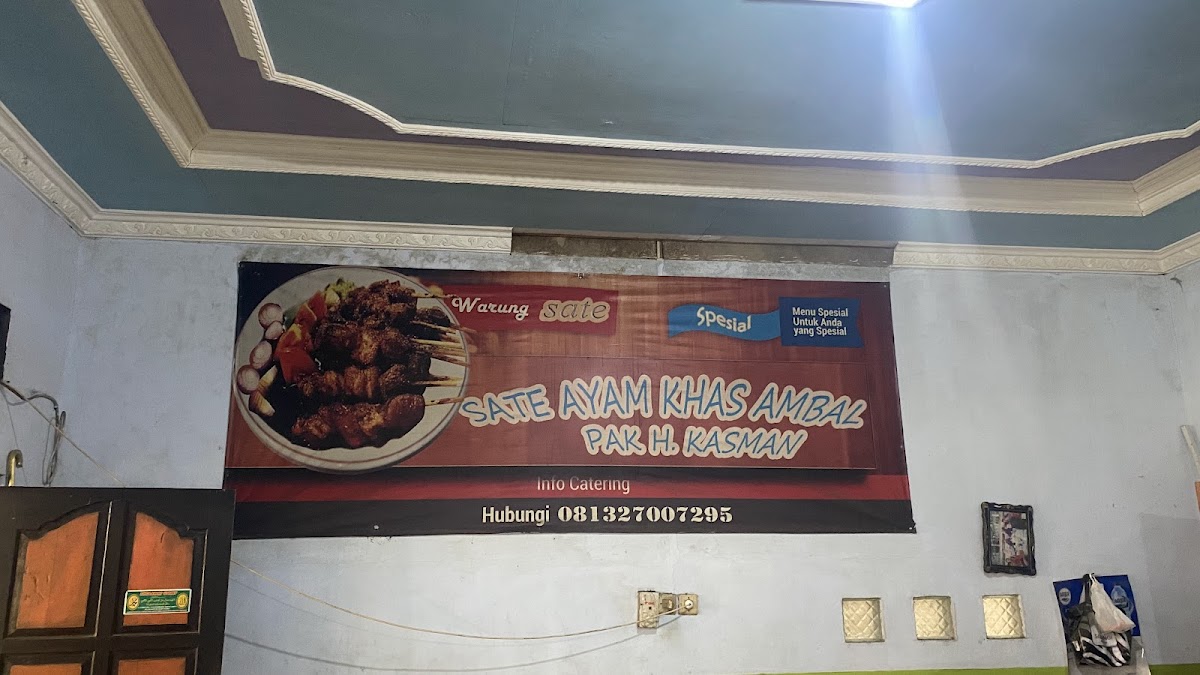 Warung sate
Spesial
Menu Spesial
Untuk Anda
yang Spesial
SATE AYAM KHAS AMBAL
PAK H. KASMAN
Info Catering
Hubungi 081327007295